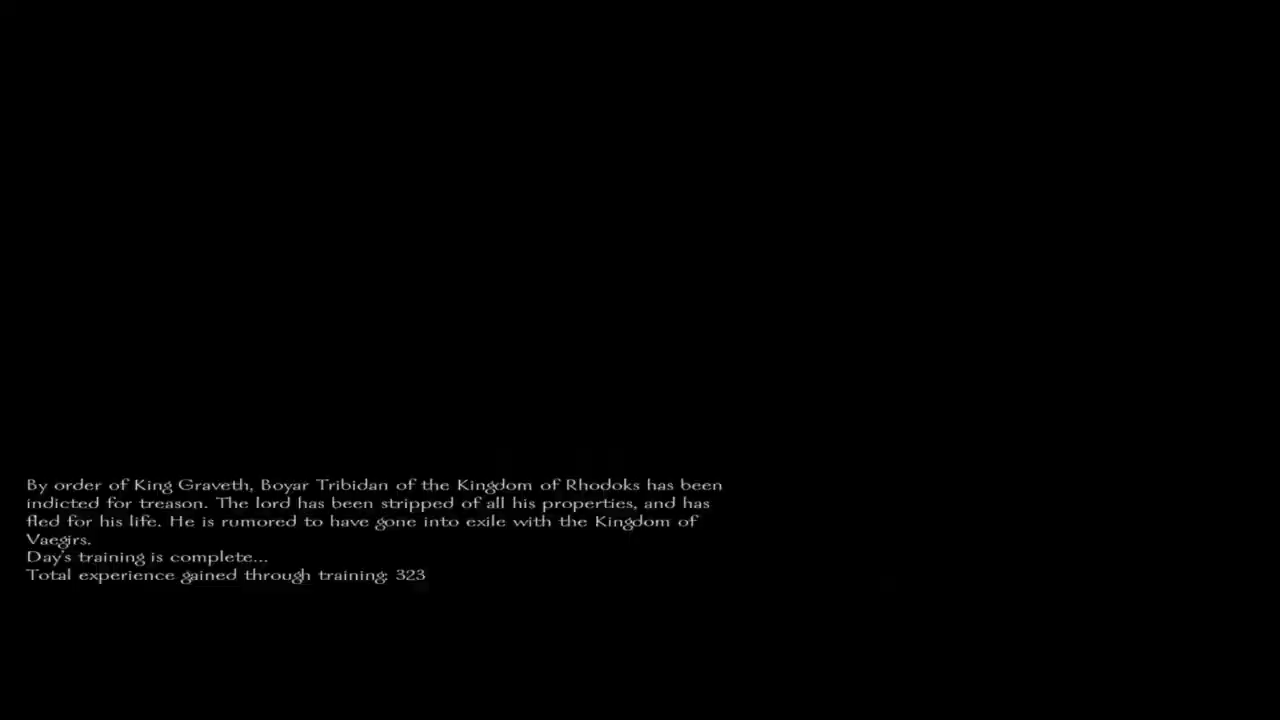 By order of King Graveth, Boyar Tribidan of the Kingdom of Rhodoks has been
indicted for treason. The lord has been stripped of all his properties, and has
fled for his life. He is rumored to have gone into exile with the Kingdom of
Vaegirs.
Day's training is complete...
Total experience gained through training: 323